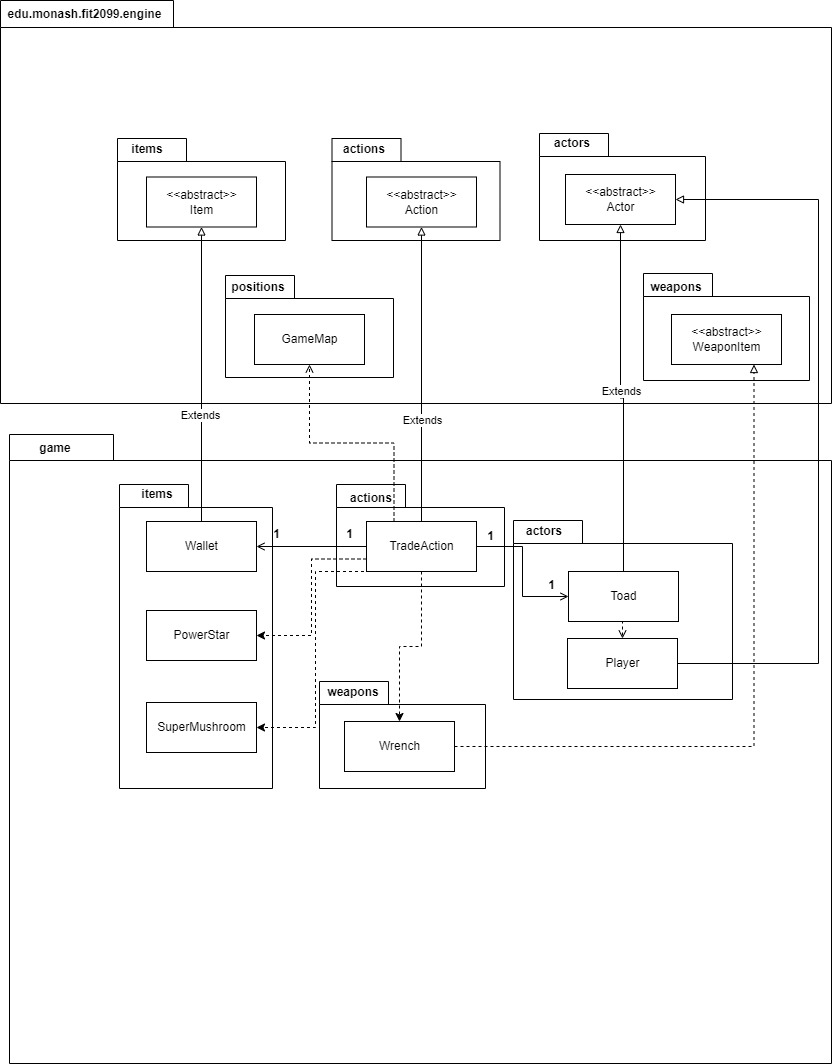 edu.monash.fit2099.engine
items
actions
actors
<<abstract>>
Item
<<abstract>>
Action
<<abstract>>
Actor
positions
weapons
GameMap
<<abstract>>
WeaponItem
Extends
Extends
Extends
game
items
actions
actors
Wallet
1
1
TradeAction
1
1
Toad
PowerStar
Player
weapons
SuperMushroom
Wrench